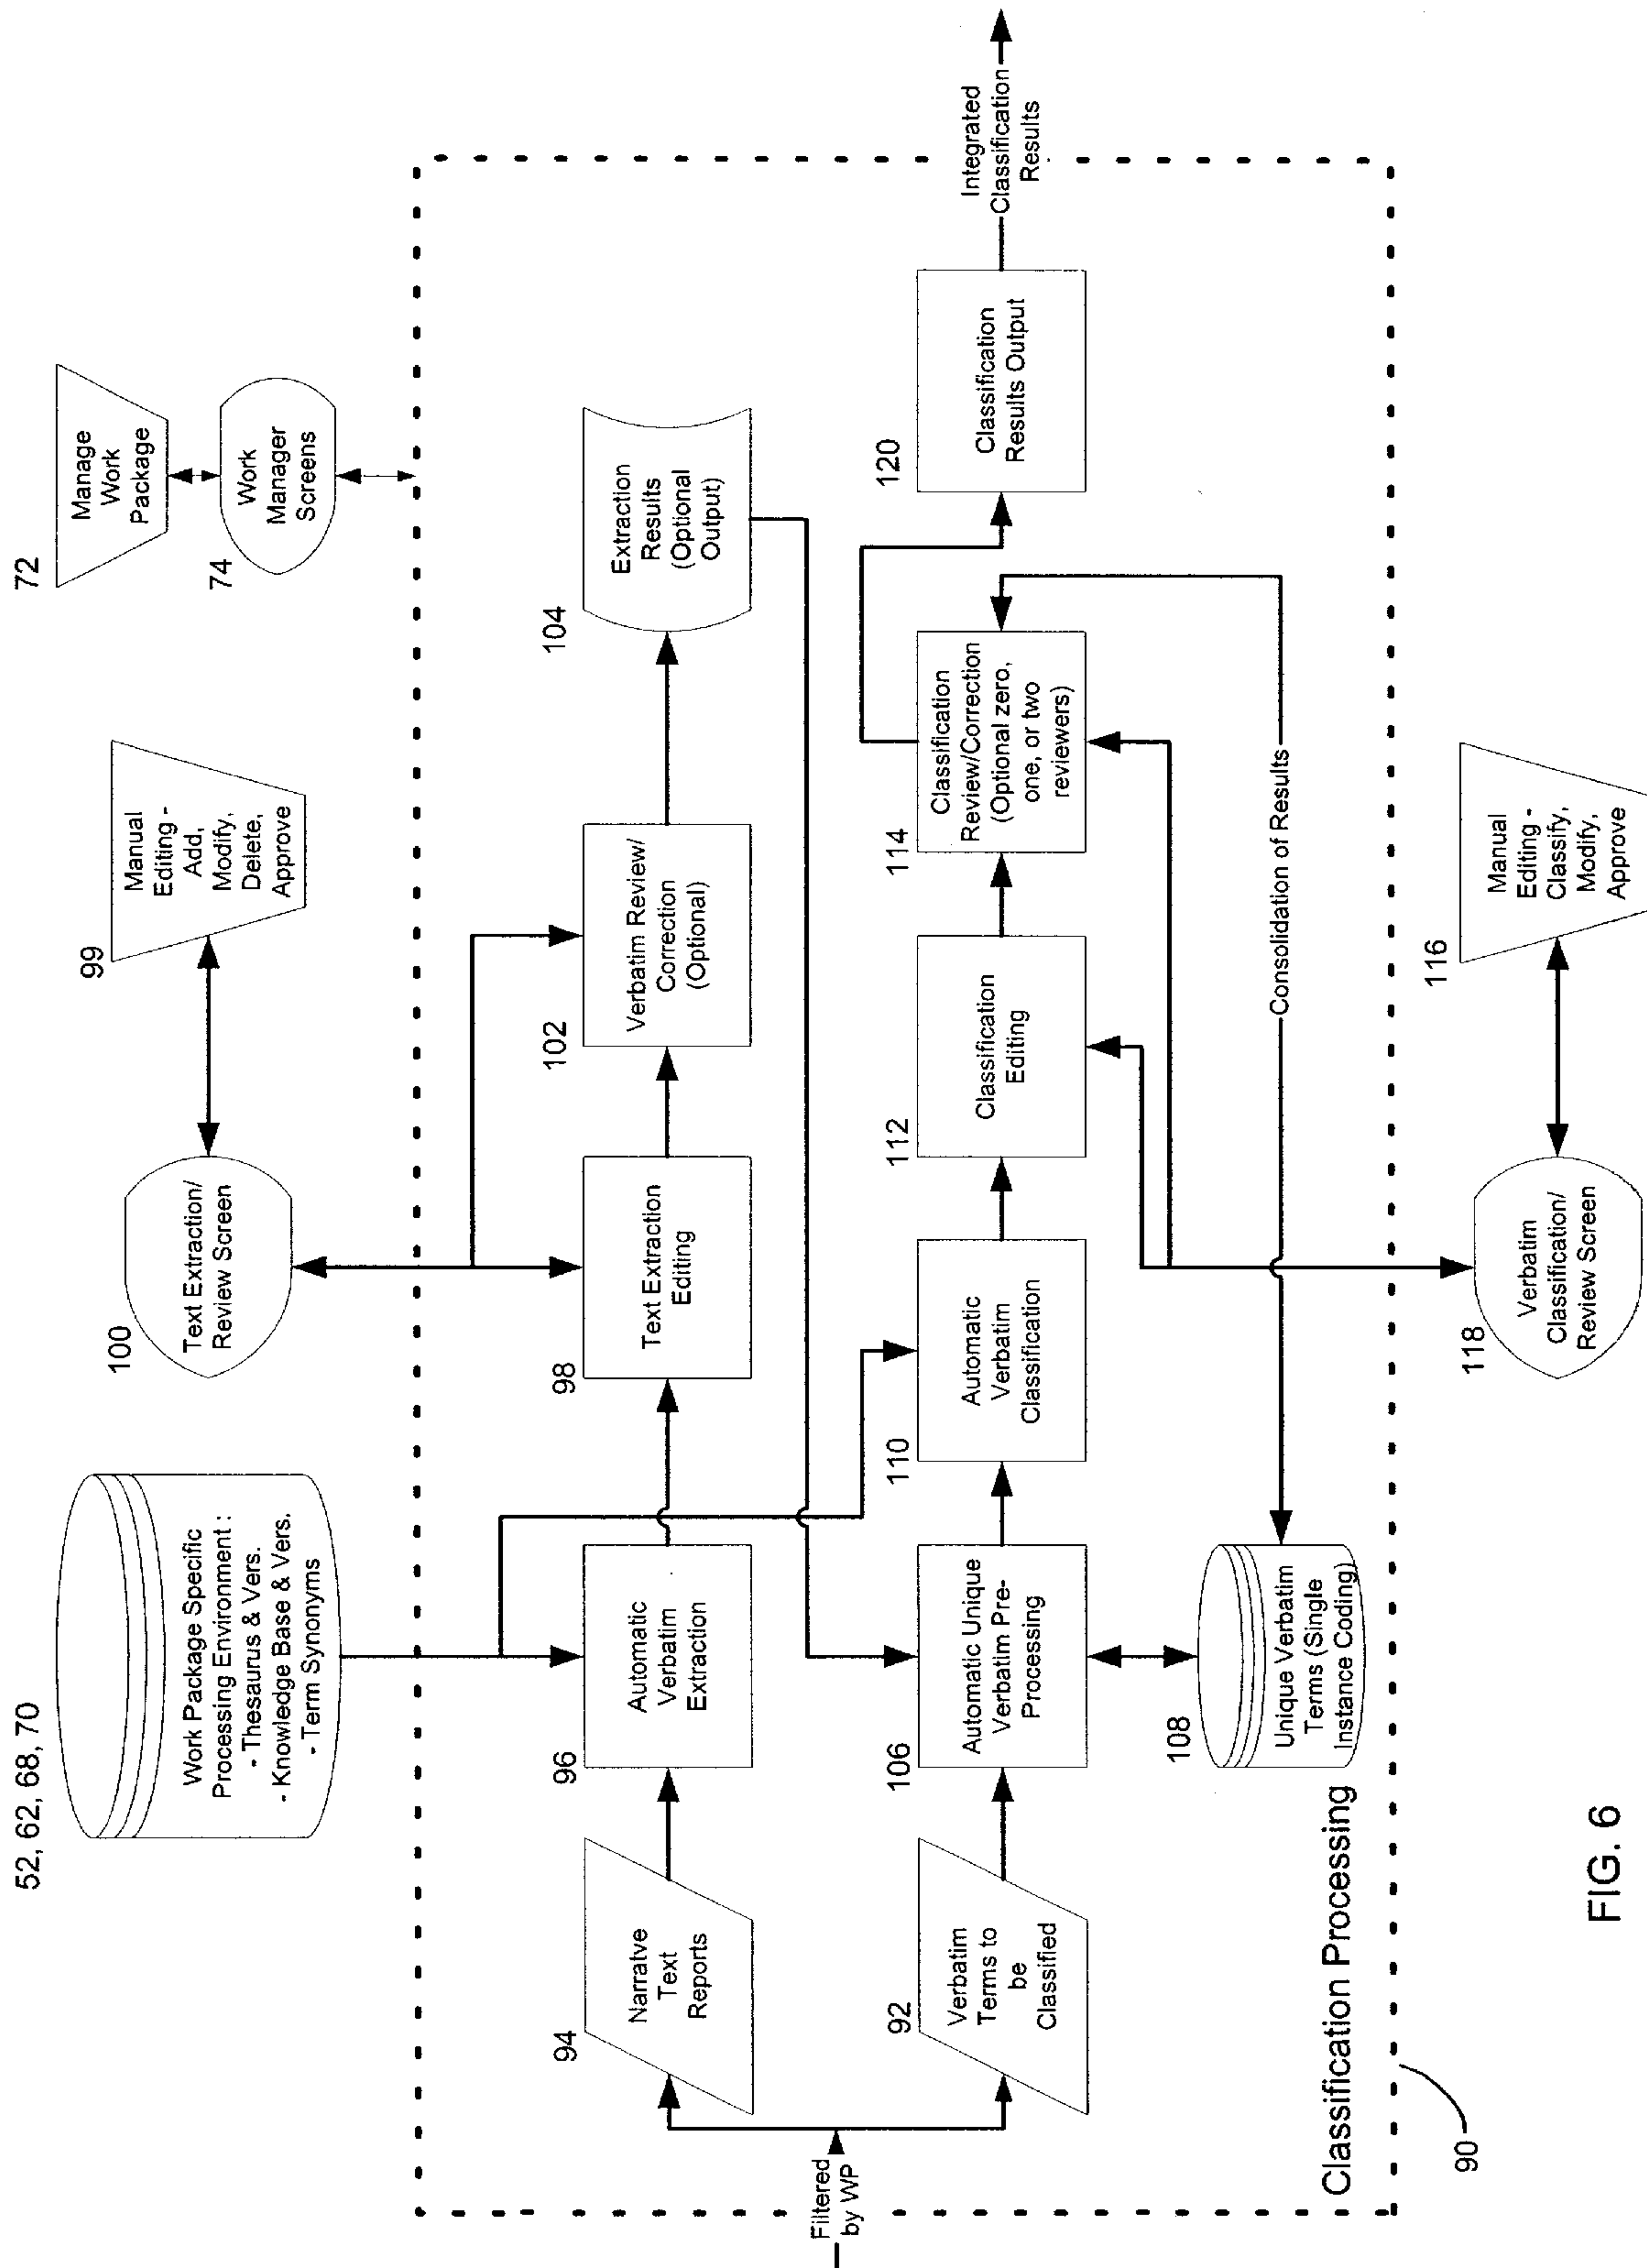 52, 62, 68, 70
Work Package Specific
Processing Environment :
- Thesaurus & Vers.
- Knowledge Base & Vers.
- Term Synonyms
100
Text Extraction/
Review Screen
99
Manual
Editing -
Add,
Modify,
Delete,
Approve
72
Manage
Work
Package
74
Work
Manager
Screens
Filtered
by WP
94
Narratve
Text
Reports
96
Automatic
Verbatim
Extraction
98
Text Extraction
Editing
102
Verbatim Review/
Correction
(Optional)
104
Extraction
Results
(Optional
Output)
92
Verbatim
Terms to
be
Classified
106
Automatic Unique
Verbatim Pre-
Processing
110
Automatic
Verbatim
Classification
112
Classification
Editing
114
Classification
Review/Correction
(Optional zero,
one, or two
reviewers)
120
Classification
Results Output
Integrated
Classification
Results
108
Unique Verbatim
Terms (Single
Instance Coding)
Consolidation of Results
Classification Processing
90
118
Verbatim
Classification/
Review Screen
116
Manual
Editing -
Classify,
Modify,
Approve
FIG. 6